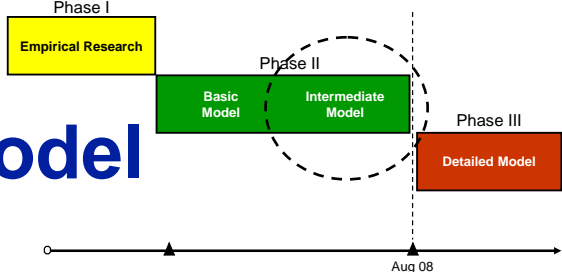 Phase I
Empirical Research
Phase II
Basic
Model
Intermediate
Model
Phase III
Detailed Model
odel
Aug 08